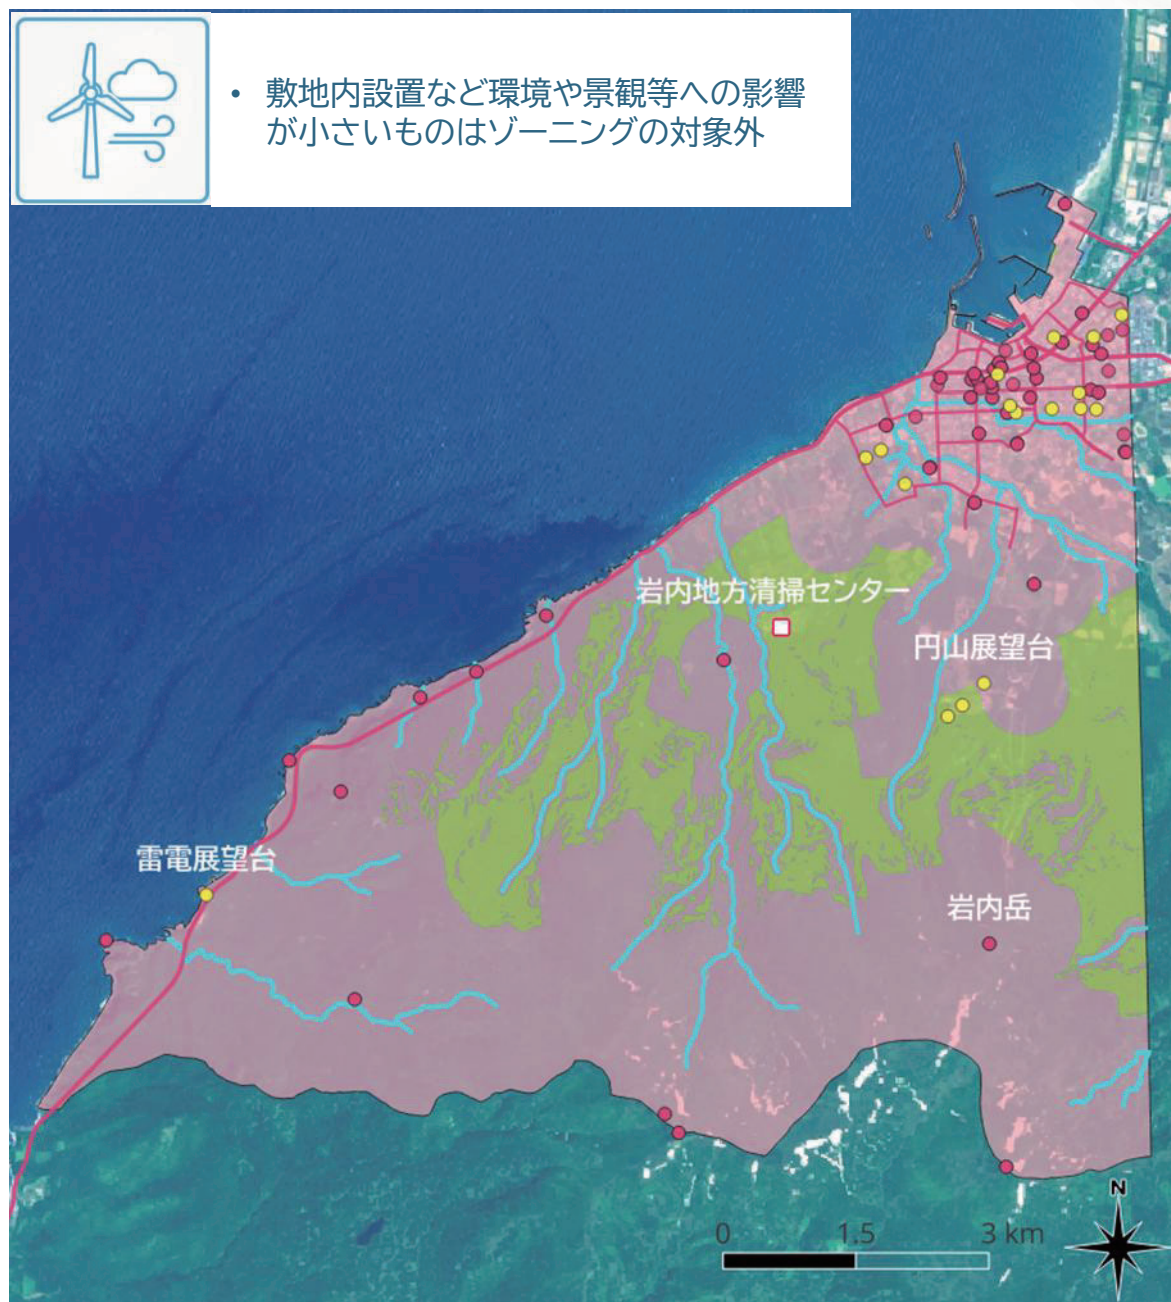 • 敷地内設置など環境や景観等への影響
が小さいものはゾーニングの対象外
岩内地方清掃センター
円山展望台
雷電展望台
岩内岳
N
0 1.5 3 km